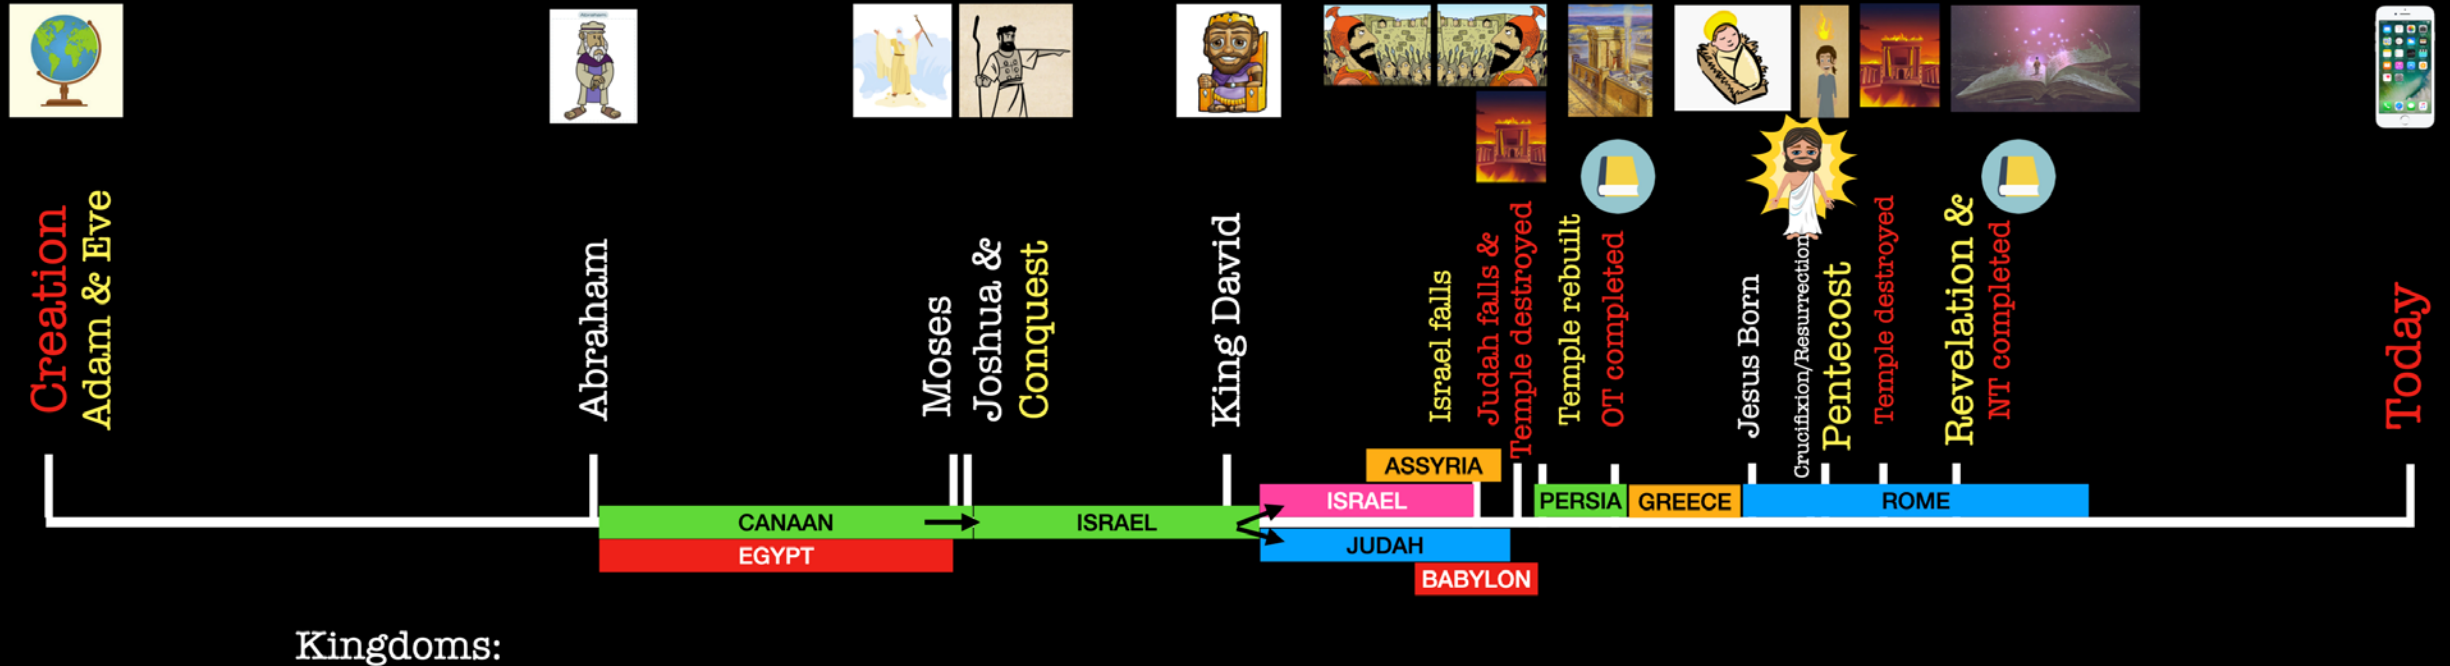 Creation
Adam & Eve
Abraham
Moses
Joshua &
Conquest
King David
Israel falls
Judah falls &
Temple destroyed
Temple rebuilt
OT completed
Jesus Born
Crucifixion/Resurrection
Pentecost
Temple destroyed
Revelation &
NT completed
Today
ASSYRIA
ISRAEL
PERSIA
GREECE
ROME
CANAAN
ISRAEL
JUDAH
EGYPT
BABYLON
Kingdoms: